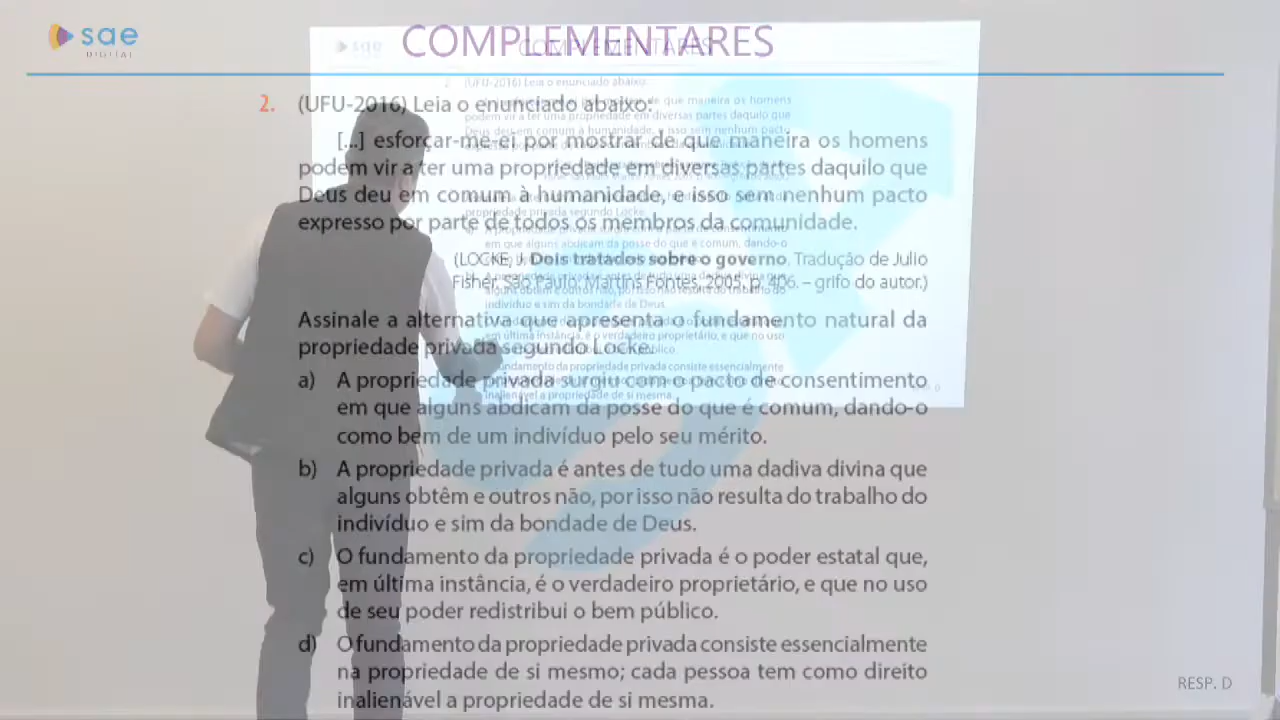 sae
DIGITAL
COMPLEMENTARES
2. (UFU-2016) Leia o enunciado abaixo:
[...] esforçar-me-ei por mostrar de que maneira os homens
podem vir a ter uma propriedade em diversas partes daquilo que
Deus deu em comum à humanidade, e isso sem nenhum pacto
expresso por parte de todos os membros da comunidade.
(LOCKE, J. Dois tratados sobre o governo. Tradução de Julio
Fisher, São Paulo: Martins Fontes, 2005, p. 406. – grifo do autor.)
Assinale a alternativa que apresenta o fundamento natural da
propriedade privada segundo Locke.
a) A propriedade privada surgiu com o pacto de consentimento
em que alguns abdicam da posse do que é comum, dando-o
como bem de um indivíduo pelo seu mérito.
b) A propriedade privada é antes de tudo uma dadiva divina que
alguns obtêm e outros não, por isso não resulta do trabalho do
indivíduo e sim da bondade de Deus.
c) O fundamento da propriedade privada é o poder estatal que,
em última instância, é o verdadeiro proprietário, e que no uso
de seu poder redistribui o bem público.
d) O fundamento da propriedade privada consiste essencialmente
na propriedade de si mesmo; cada pessoa tem como direito
inalienável a propriedade de si mesma.
RESP. D